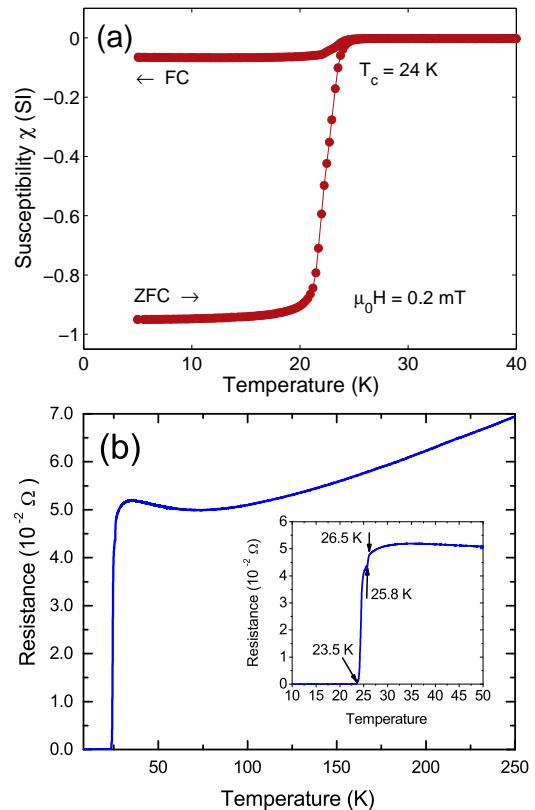 (a)
0
−0.2
−0.4
−0.6
−0.8
−1
Susceptibility χ (SI)
← FC
T_c = 24 K
ZFC →
μ_0H = 0.2 mT
0 10 20 30 40
Temperature (K)
(b)
7.0
6.0
5.0
4.0
3.0
2.0
1.0
0.0
Resistance (10^-2 Ω)
6
5
4
3
2
1
0
Resistance (10^-2 Ω)
26.5 K
25.8 K
23.5 K
10 15 20 25 30 35 40 45 50
Temperature
50 100 150 200 250
Temperature (K)